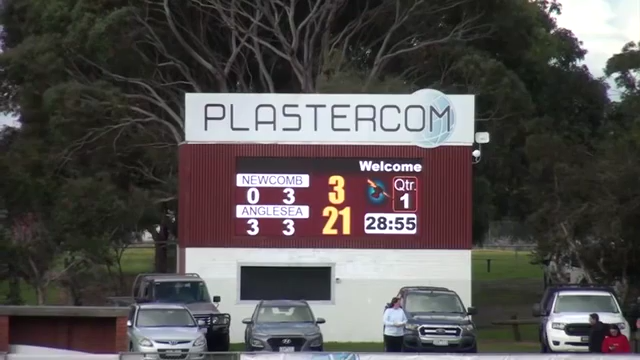 PLASTERCOM
Welcome
NEWCOMB
0 3 3
Qtr.
1
ANGLESEA
3 3 21
28:55